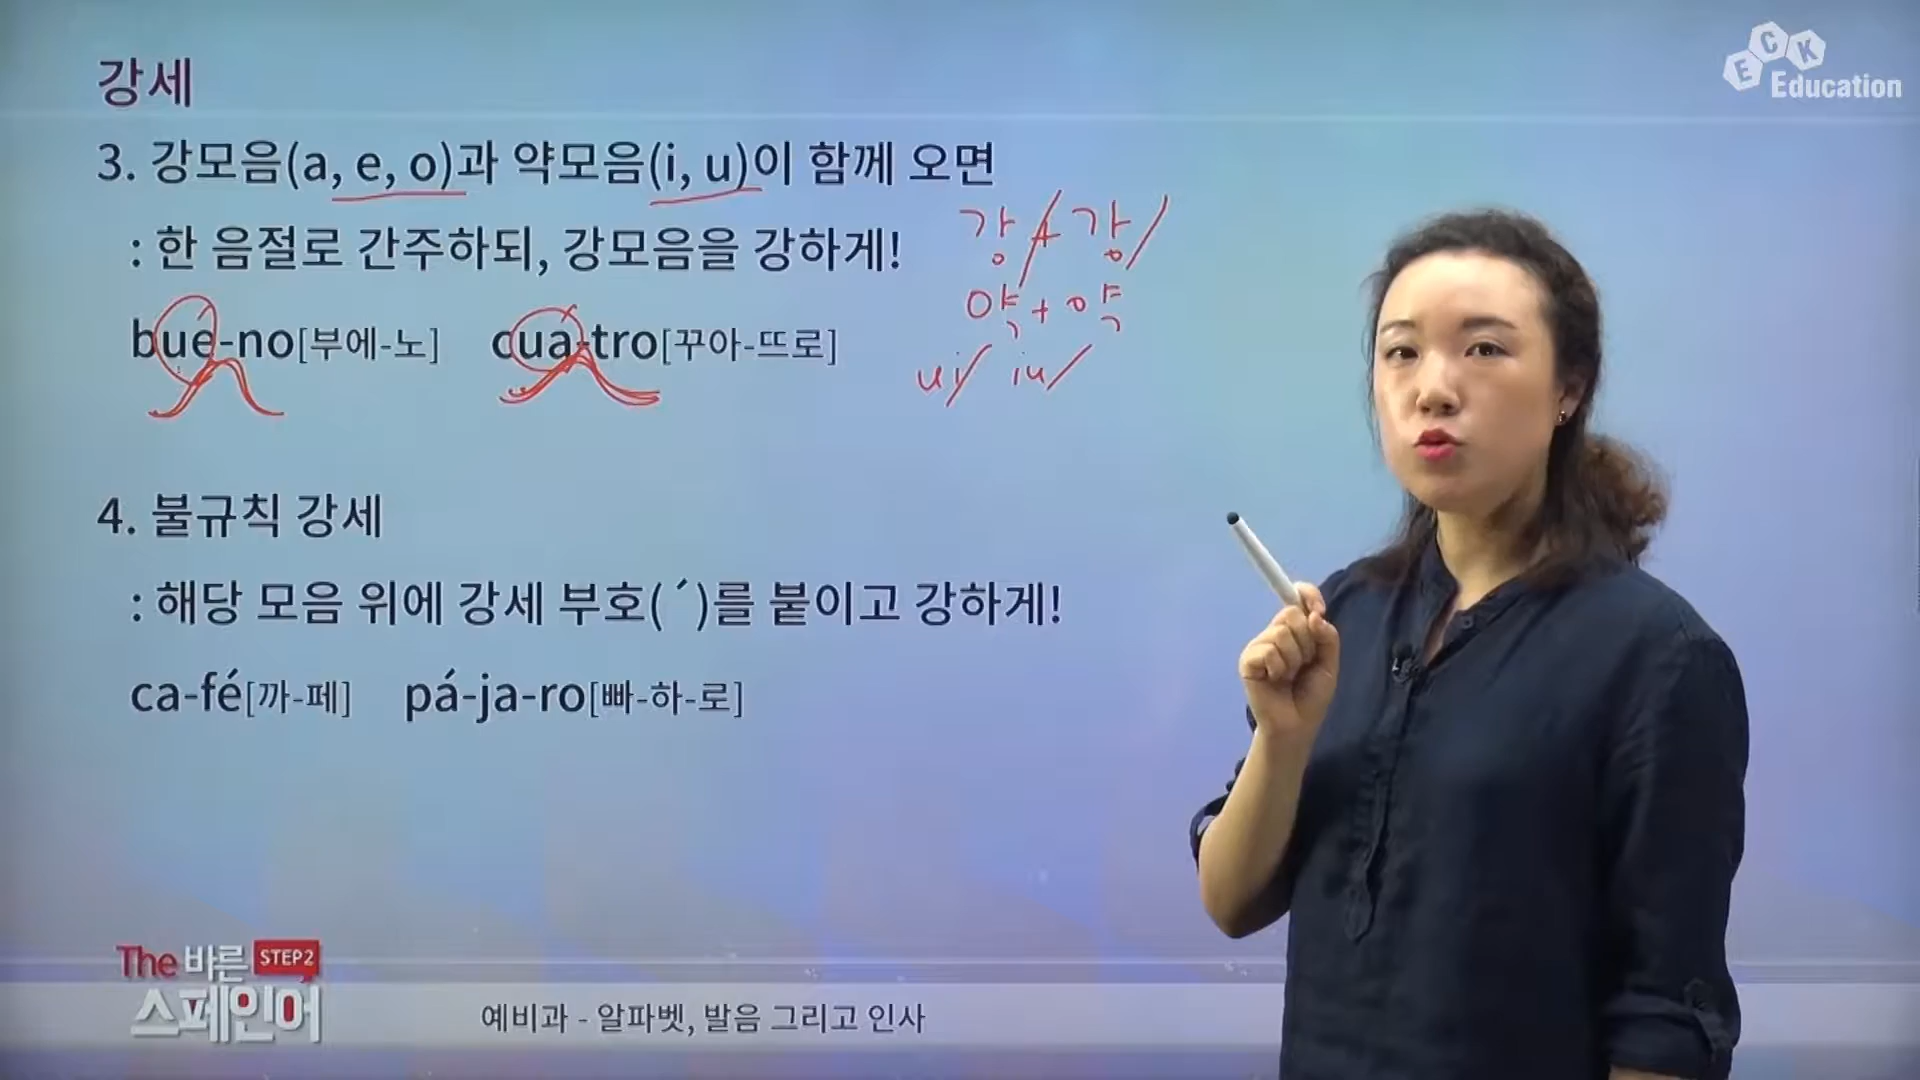 강세
ECK
Education
3. 강모음(a, e, o)과 약모음(i, u)이 함께 오면
: 한 음절로 간주하되, 강모음을 강하게!
강+강
약+약
bue-no[부에-노] cua-tro[꾸아-뜨로]
ui/ iu/
4. 불규칙 강세
: 해당 모음 위에 강세 부호(´)를 붙이고 강하게!
ca-fé[까-페] pá-ja-ro[빠-하-로]
The 바른 STEP2
스페인어
예비과 - 알파벳, 발음 그리고 인사